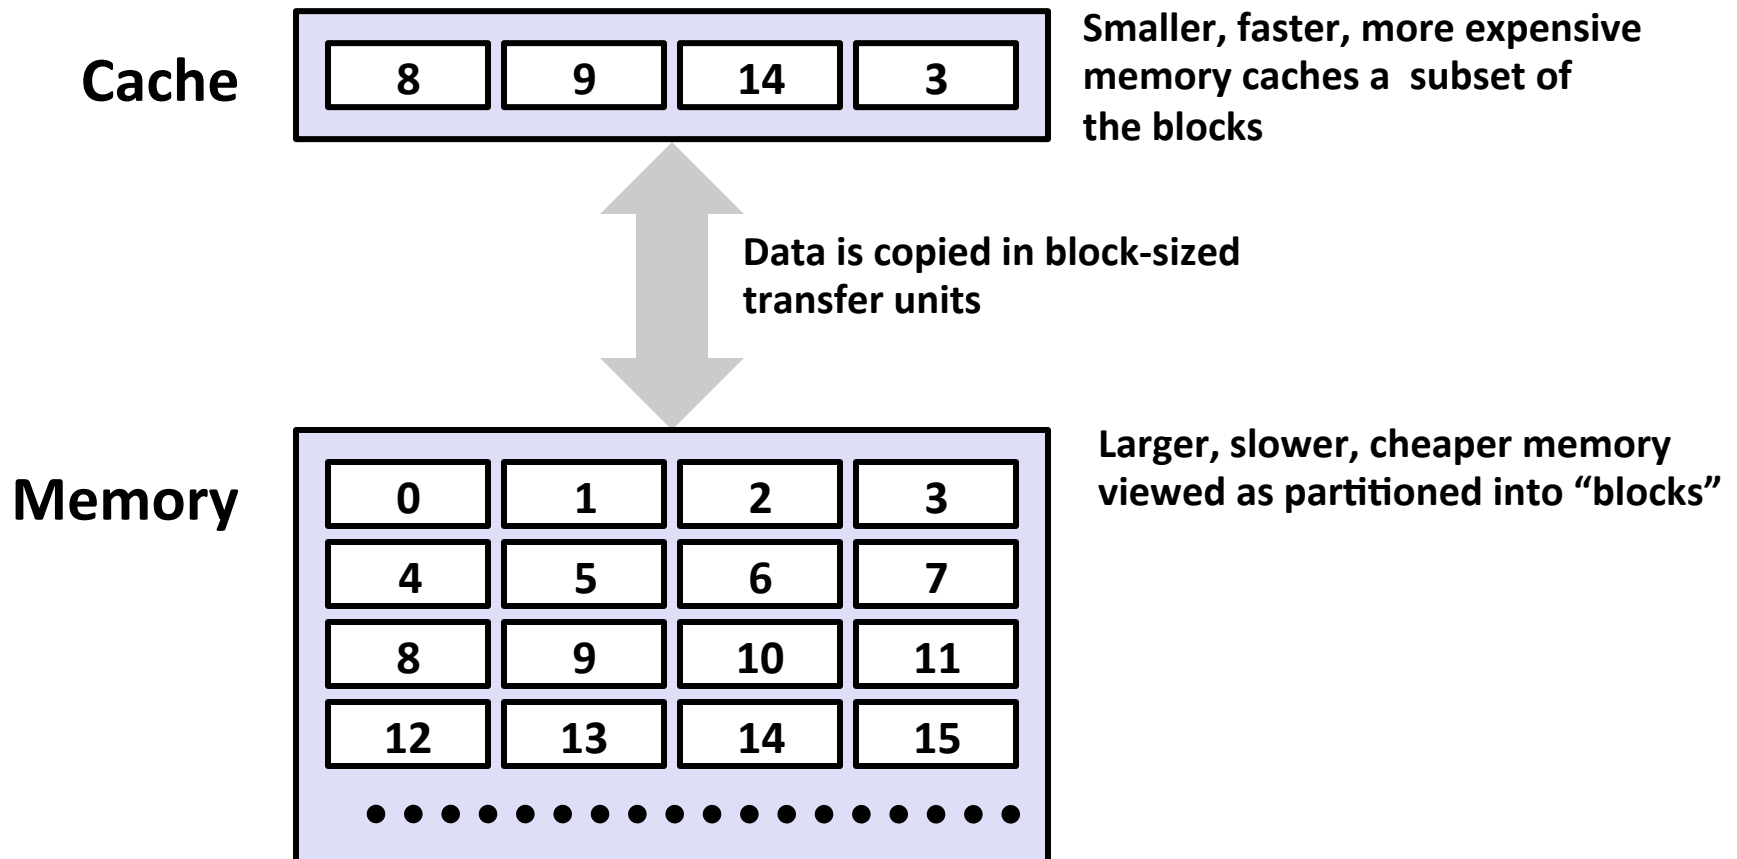 Cache
8 9 14 3
Smaller, faster, more expensive
memory caches a subset of
the blocks
Data is copied in block-sized
transfer units
Memory
0 1 2 3
4 5 6 7
8 9 10 11
12 13 14 15
Larger, slower, cheaper memory
viewed as partitioned into “blocks”